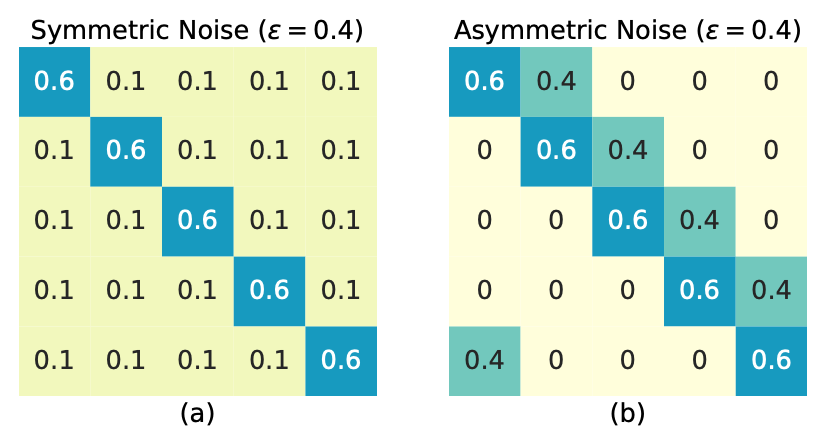 Symmetric Noise (ε = 0.4)
0.6 0.1 0.1 0.1 0.1
0.1 0.6 0.1 0.1 0.1
0.1 0.1 0.6 0.1 0.1
0.1 0.1 0.1 0.6 0.1
0.1 0.1 0.1 0.1 0.6
(a)
Asymmetric Noise (ε = 0.4)
0.6 0.4 0 0 0
0 0.6 0.4 0 0
0 0 0.6 0.4 0
0 0 0 0.6 0.4
0.4 0 0 0 0.6
(b)